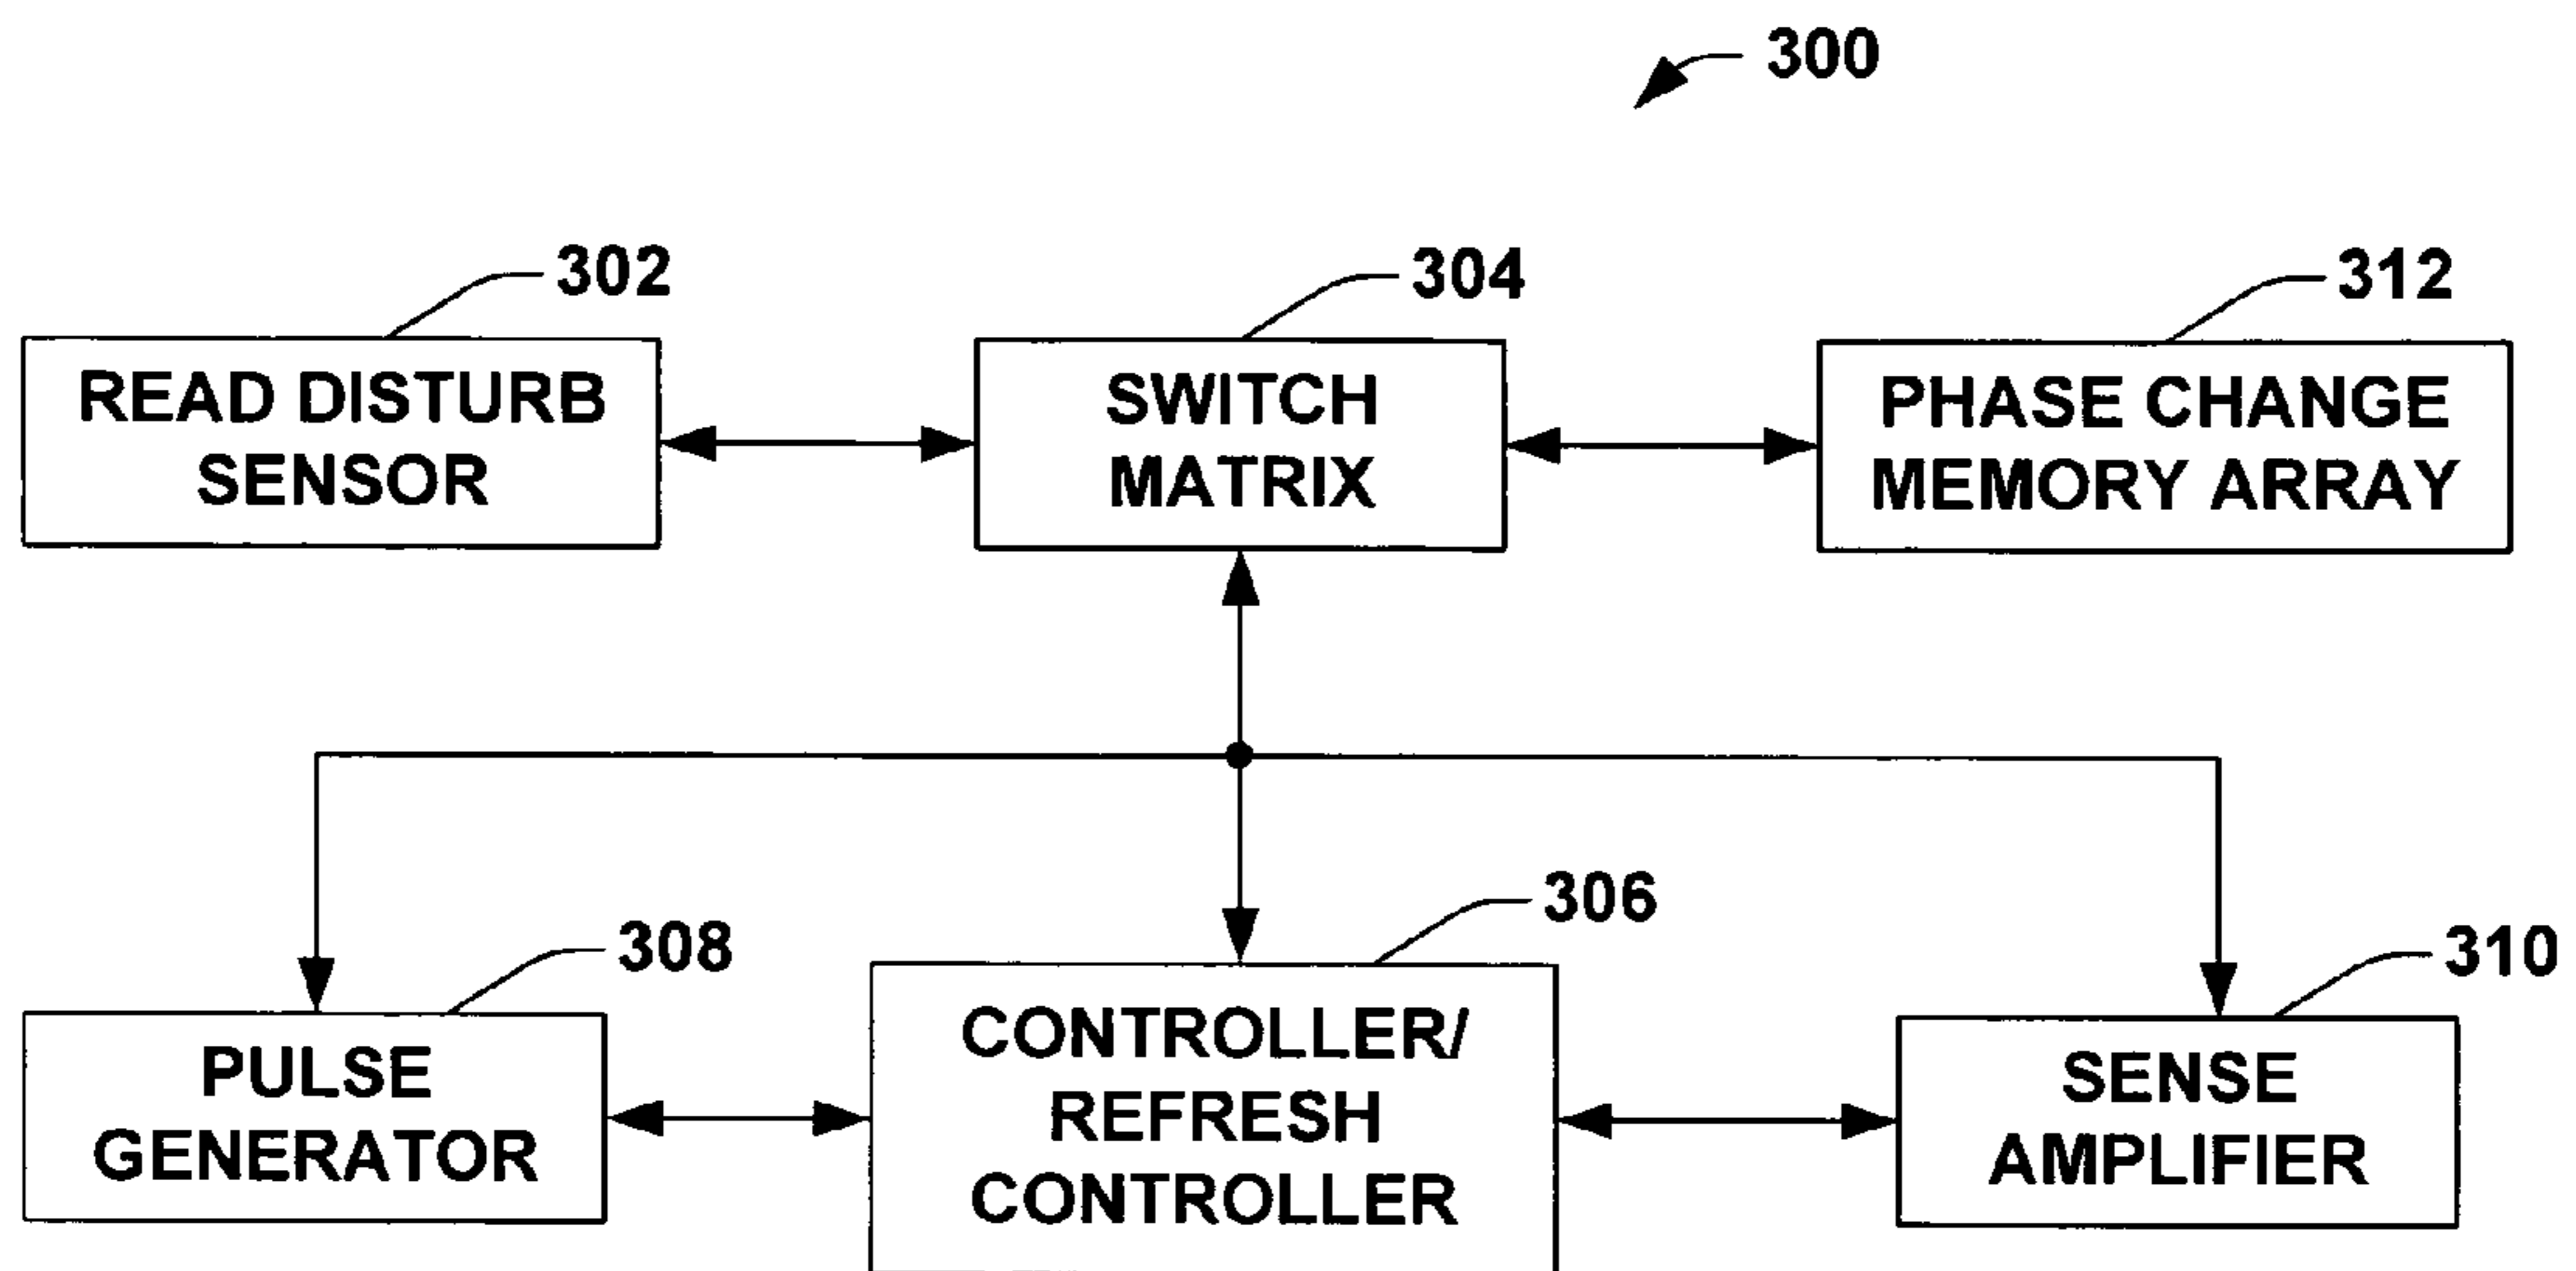 300
302
304
312
READ DISTURB
SENSOR
SWITCH
MATRIX
PHASE CHANGE
MEMORY ARRAY
308
306
310
PULSE
GENERATOR
CONTROLLER/
REFRESH
CONTROLLER
SENSE
AMPLIFIER